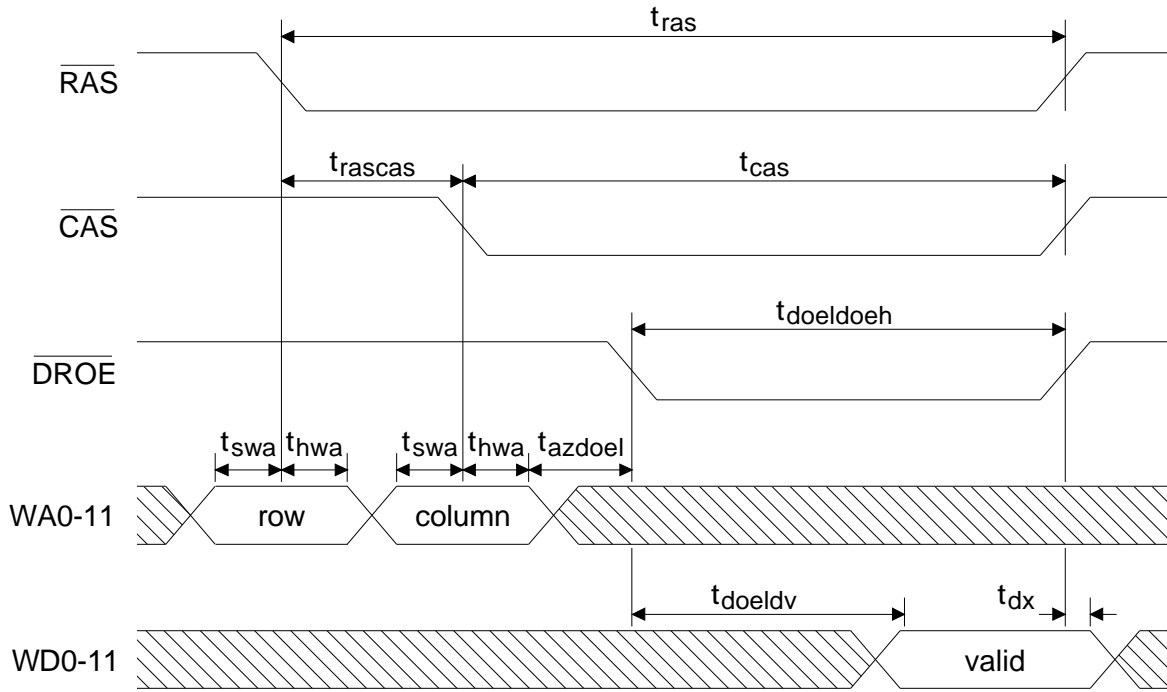 tras
RAS
trascas
tcas
CAS
tdoeldoeh
DROE
tswa thwa tswa thwa tazdoel
WA0-11 row column
tdoeldv tdx
WD0-11 valid